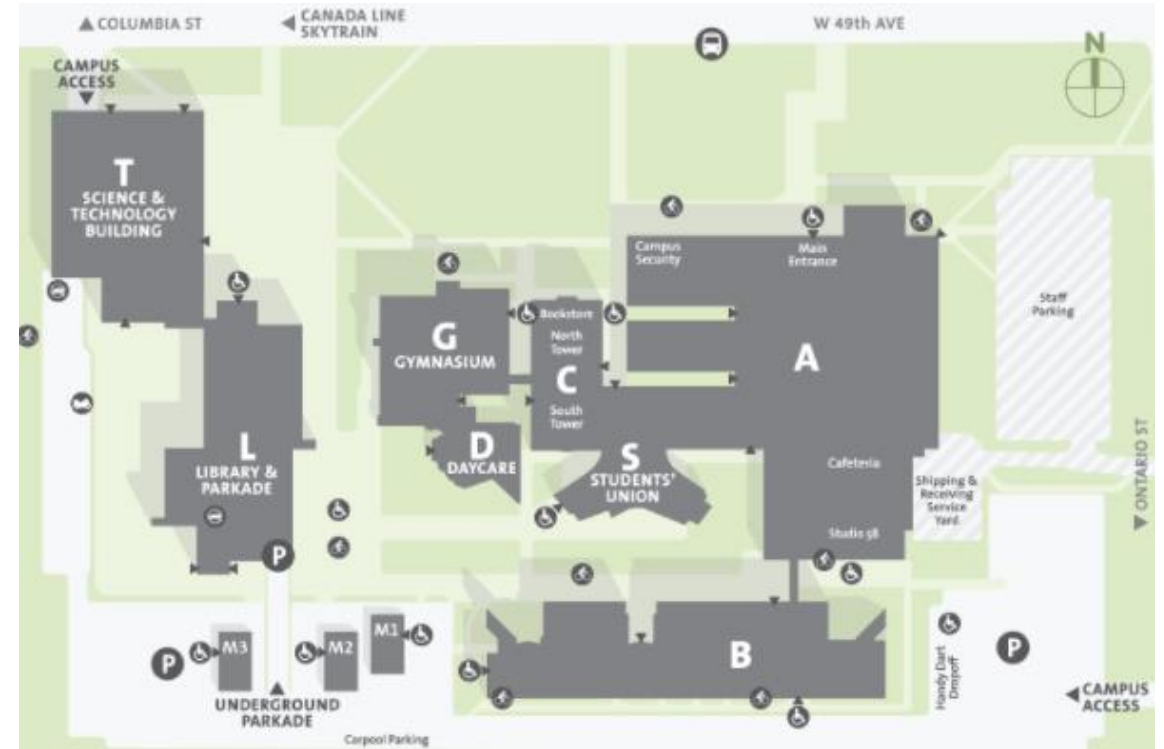 COLUMBIA ST
CANADA LINE
SKYTRAIN
W 49th AVE
N
CAMPUS
ACCESS
T
SCIENCE &
TECHNOLOGY
BUILDING
Campus
Security
Main
Entrance
Staff
Parking
Bookstore
North
Tower
G
GYMNASIUM
C
A
South
Tower
L
LIBRARY &
PARKADE
D
DAYCARE
S
STUDENTS'
UNION
Cafeteria
Shipping &
Receiving
Service
Yard
ONTARIO ST
Studio 58
P
M3
M2
M1
P
B
Handy Dart
Dropoff
P
UNDERGROUND
PARKADE
CAMPUS
ACCESS
Carpool Parking